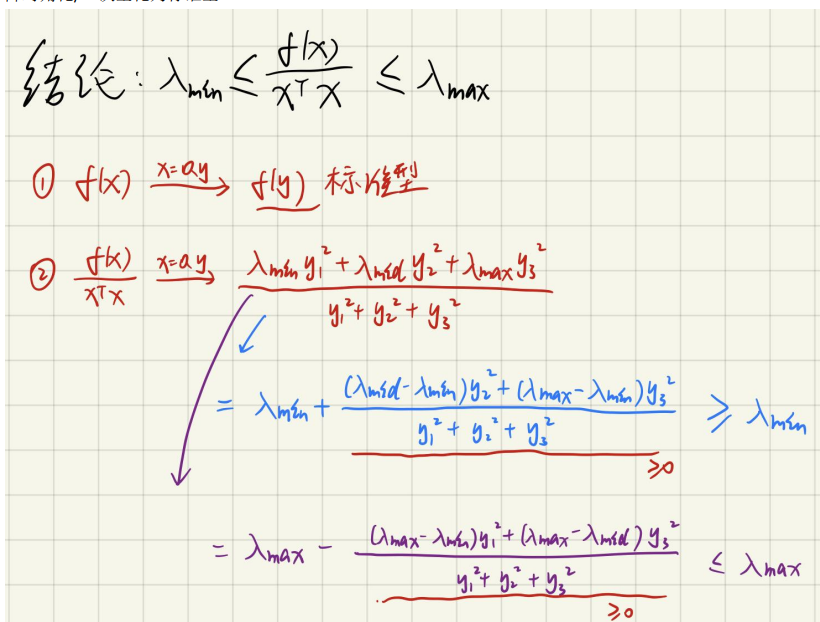 结论: λmin ≤ f(x)/xᵀx ≤ λmax
① f(x) x=Qy → f(y) 标准型
② f(x)/xᵀx x=Qy → (λmin y₁² + λmid y₂² + λmax y₃²)/(y₁² + y₂² + y₃²)
= λmin + ((λmid - λmin) y₂² + (λmax - λmin) y₃²)/(y₁² + y₂² + y₃²) ≥ λmin
≥0
= λmax - ((λmax - λmin) y₁² + (λmax - λmid) y₃²)/(y₁² + y₂² + y₃²) ≤ λmax
≥0